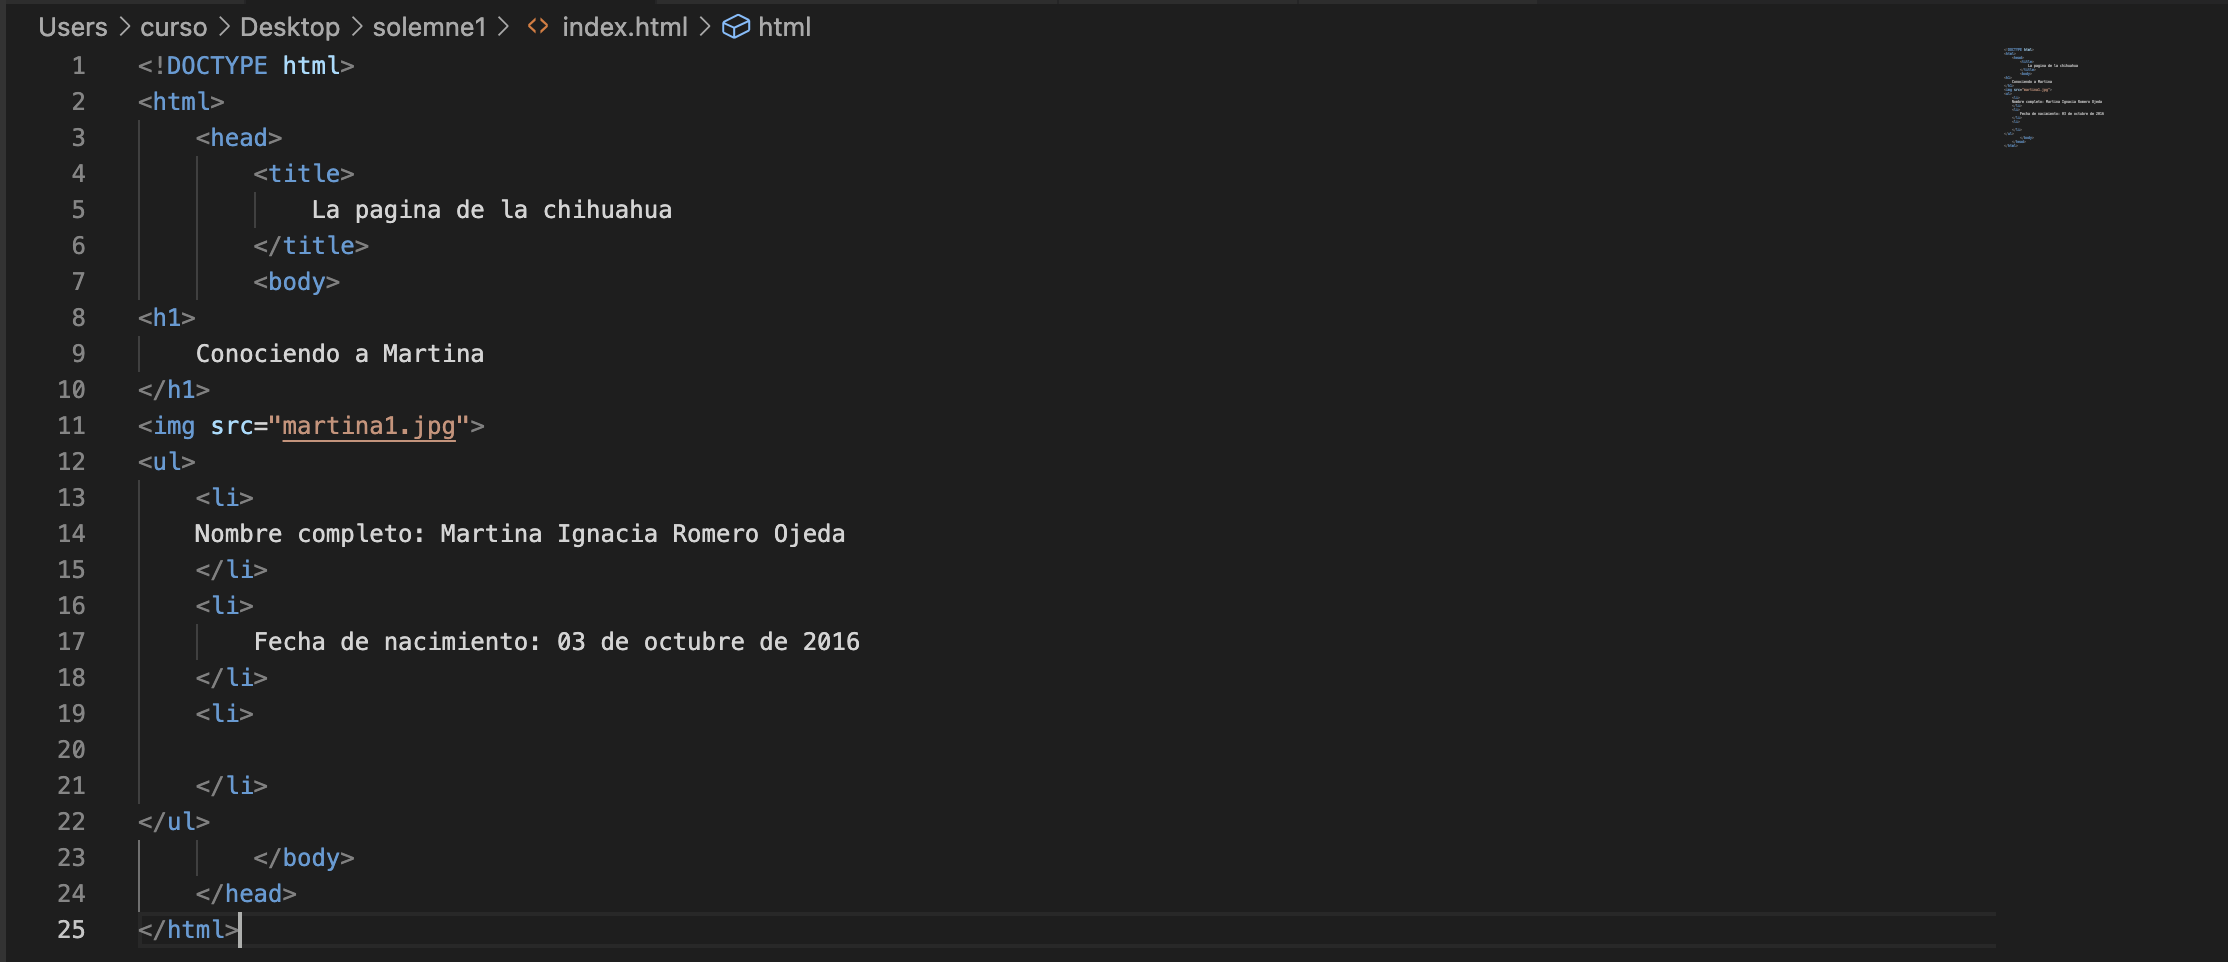 Users > curso > Desktop > solemne1 > <> index.html > html
1 <!DOCTYPE html>
2 <html>
3 <head>
4 <title>
5 La pagina de la chihuahua
6 </title>
7 <body>
8 <h1>
9 Conociendo a Martina
10 </h1>
11 <img src="martina1.jpg">
12 <ul>
13 <li>
14 Nombre completo: Martina Ignacia Romero Ojeda
15 </li>
16 <li>
17 Fecha de nacimiento: 03 de octubre de 2016
18 </li>
19 <li>
20
21 </li>
22 </ul>
23 </body>
24 </head>
25 </html>